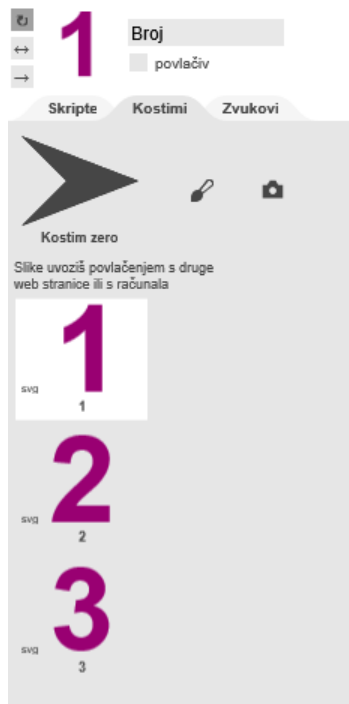 1
Broj
povlačiv
Skripte Kostimi Zvukovi
Kostim zero
Slike uvoziš povlačenjem s druge
web stranice ili s računala
1
svg
1
2
svg
2
3
svg
3